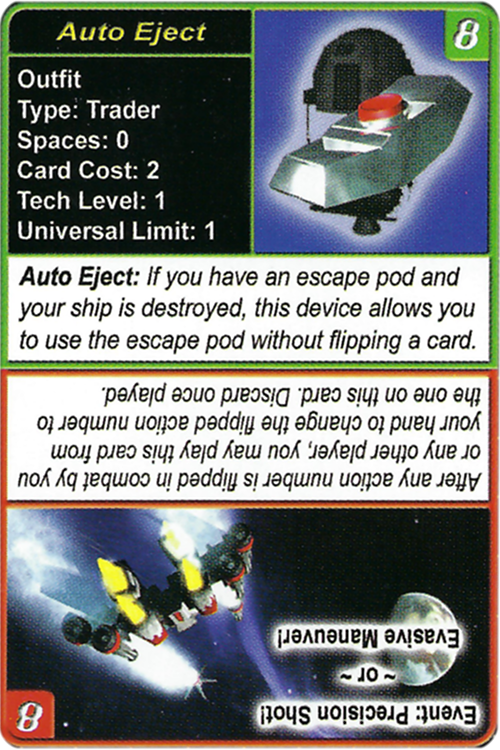 Auto Eject
8
Outfit
Type: Trader
Spaces: 0
Card Cost: 2
Tech Level: 1
Universal Limit: 1
Auto Eject: If you have an escape pod and
your ship is destroyed, this device allows you
to use the escape pod without flipping a card.
8
Event: Precision Shot!
~ or ~
Evasive Maneuver!
After any action number is flipped in combat by you
or any other player, you may play this card from
your hand to change the flipped action number to
the one on this card. Discard once played.